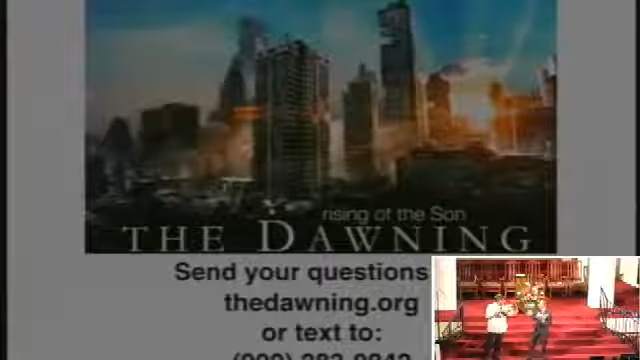 rising of the Son
THE DAWNING
Send your questions
thedawning.org
or text to: